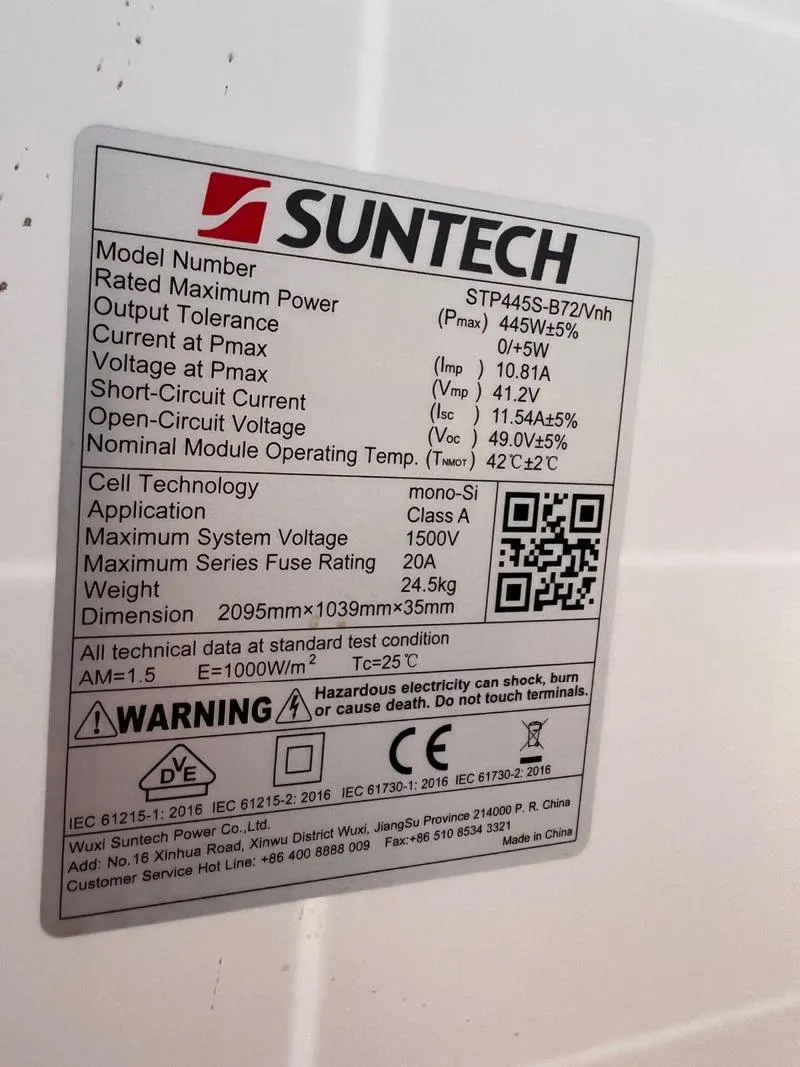 SUNTECH
Model Number STP445S-B72/Vnh
Rated Maximum Power (Pmax) 445W±5%
Output Tolerance 0/+5W
Current at Pmax (Imp) 10.81A
Voltage at Pmax (Vmp) 41.2V
Short-Circuit Current (Isc) 11.54A±5%
Open-Circuit Voltage (Voc) 49.0V±5%
Nominal Module Operating Temp. (TNMOT) 42℃±2℃
Cell Technology mono-Si
Application Class A
Maximum System Voltage 1500V
Maximum Series Fuse Rating 20A
Weight 24.5kg
Dimension 2095mm×1039mm×35mm
All technical data at standard test condition
AM=1.5 E=1000W/m² Tc=25℃
WARNING Hazardous electricity can shock, burn
or cause death. Do not touch terminals.
DVE CE
IEC 61215-1: 2016 IEC 61215-2: 2016 IEC 61730-1: 2016 IEC 61730-2: 2016
Wuxi Suntech Power Co.,Ltd.
Add: No.16 Xinhua Road, Xinwu District Wuxi, JiangSu Province 214000 P. R. China
Customer Service Hot Line: +86 400 8888 009 Fax:+86 510 8534 3321
Made in China